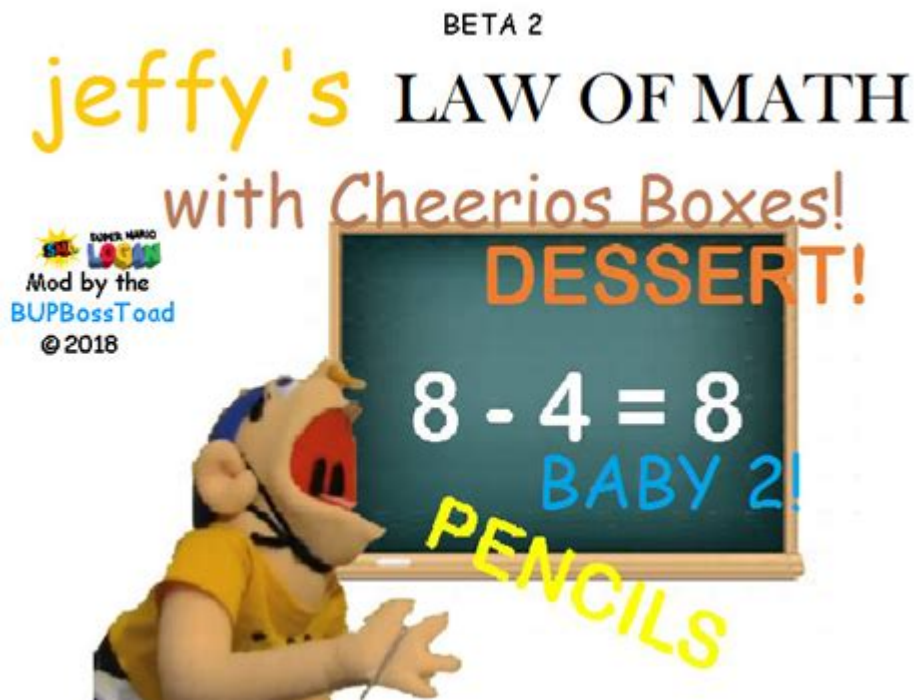 BETA 2
jeffy's LAW OF MATH
with Cheerios Boxes!
DESSERT!
SML SUPER MARIO
LOGAN
Mod by the
BUPBossToad
© 2018
8 - 4 = 8
BABY 2!
PENCILS